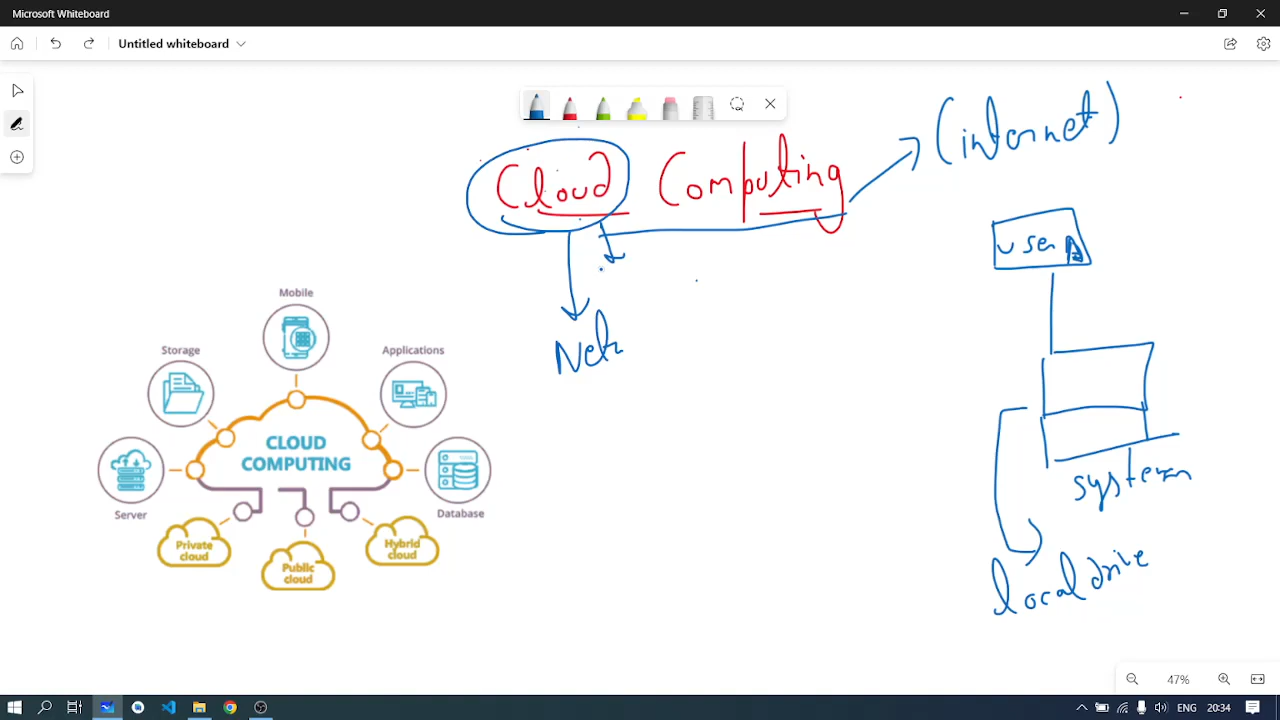 Microsoft Whiteboard
Untitled whiteboard
(internet)
Cloud Computing
user
Mobile
Storage
Applications
CLOUD
COMPUTING
Server
Database
Private
cloud
Public
cloud
Hybrid
cloud
system
local drive
47%
ENG
20:34